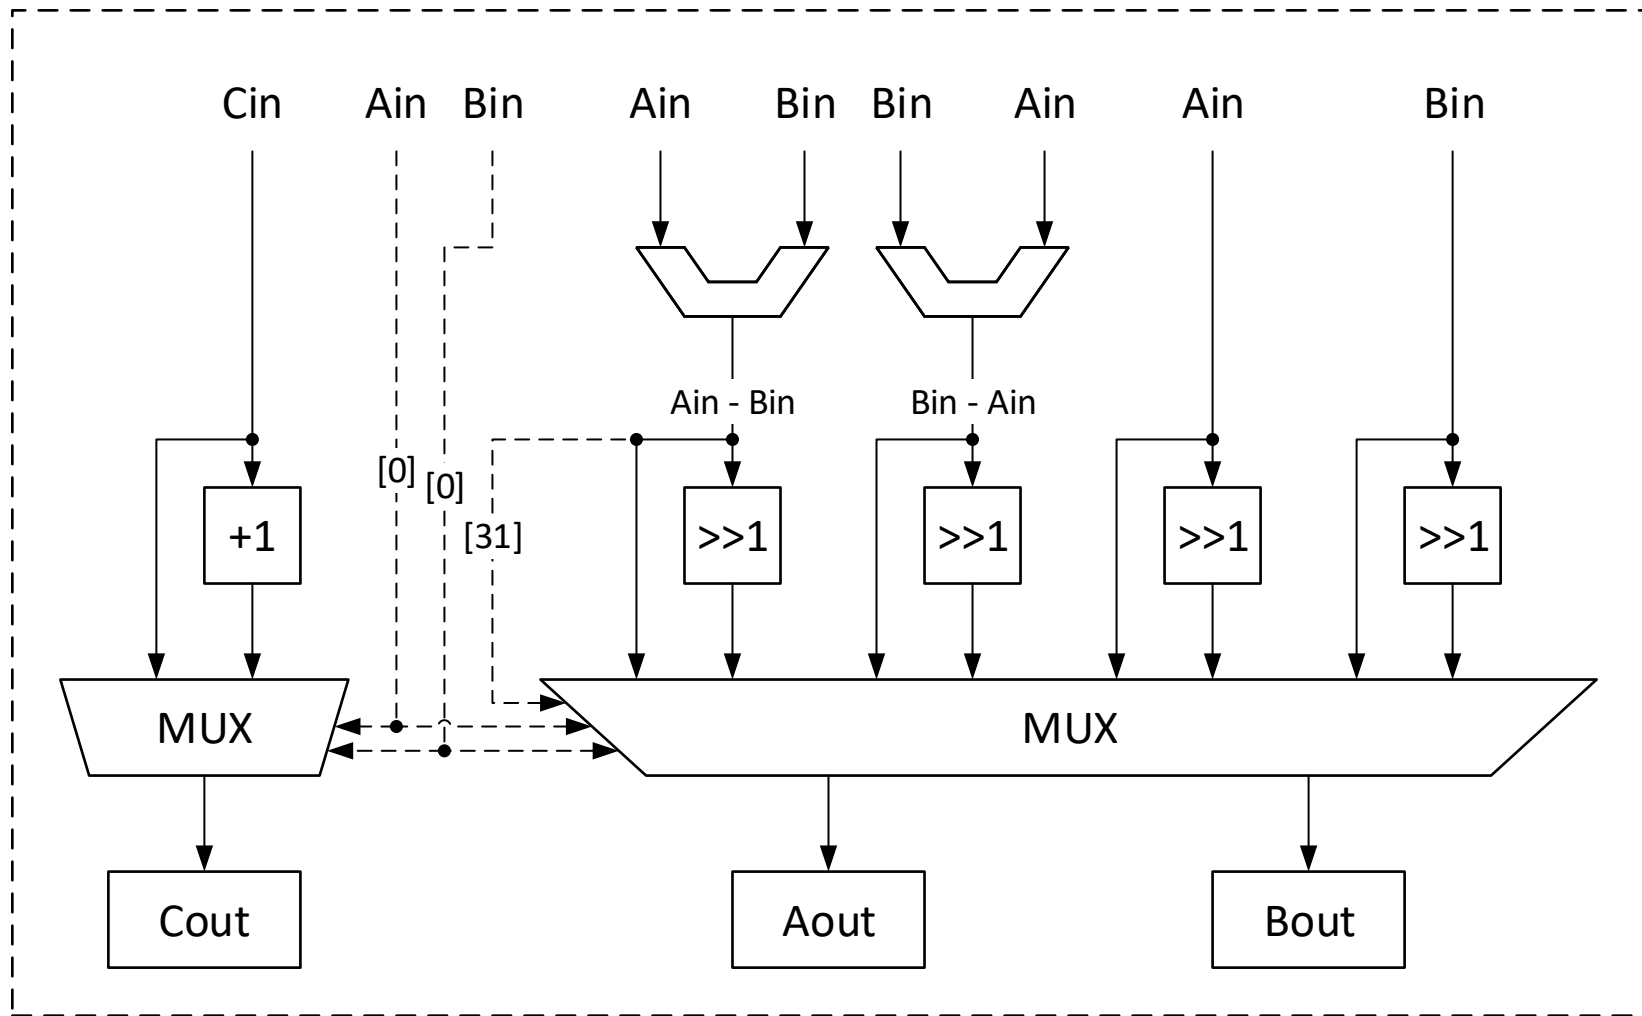 Cin Ain Bin Ain Bin Bin Ain Ain Bin
Ain - Bin Bin - Ain
[0] [0]
+1 [31] >>1 >>1 >>1 >>1
MUX MUX
Cout Aout Bout